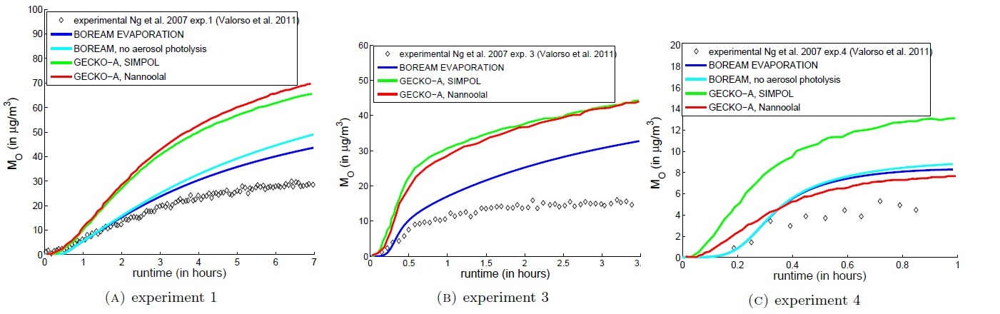 100
90
80
70
60
50
40
30
20
10
0
M_O (in μg/m³)
experimental Ng et al. 2007 exp.1 (Valorso et al. 2011)
BOREAM EVAPORATION
BOREAM, no aerosol photolysis
GECKO−A, SIMPOL
GECKO−A, Nannoolal
0 1 2 3 4 5 6 7
runtime (in hours)
(A) experiment 1
60
50
40
30
20
10
0
M_O (in μg/m³)
experimental Ng et al. 2007 exp. 3 (Valorso et al. 2011)
BOREAM EVAPORATION
GECKO−A, SIMPOL
GECKO−A, Nannoolal
0 0.5 1 1.5 2 2.5 3 3.
runtime (in hours)
(B) experiment 3
20
18
16
14
12
10
8
6
4
2
0
M_O (in μg/m³)
experimental Ng et al. 2007 exp.4 (Valorso et al. 2011)
BOREAM EVAPORATION
BOREAM, no aerosol photolysis
GECKO−A, SIMPOL
GECKO−A, Nannoolal
0 0.2 0.4 0.6 0.8 1
runtime (in hours)
(C) experiment 4